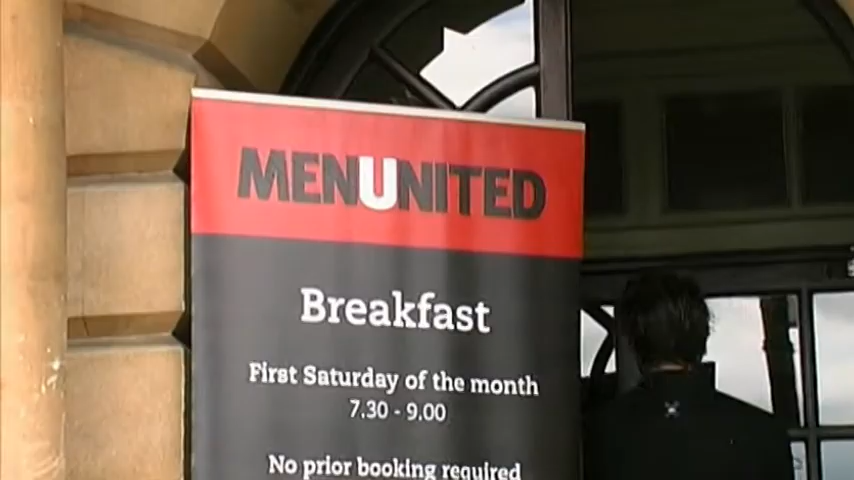 MENUNITED
Breakfast
First Saturday of the month
7.30 - 9.00
No prior booking required